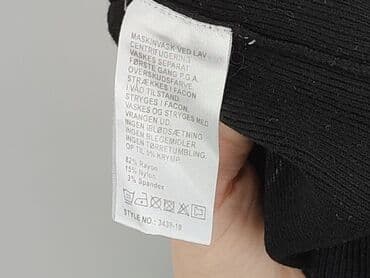 MASKINVASK VED LAV
CENTRIFUGERING
VASKES SEPARAT
FØRSTE GANG P.G.A.
OVERSKUDSFARVE.
STRÆKKES I FACON
I VÅD TILSTAND.
STRYGES I FACON.
VASKES OG STRYGES MED
VRANGEN UD.
INGEN IBLØDSÆTNING
INGEN BLEGEMIDLER
INGEN TØRRETUMBLING.
OP TIL 5% KRYMP.
82% Rayon
15% Nylon
3% Spandex
STYLE NO.: 3439-18